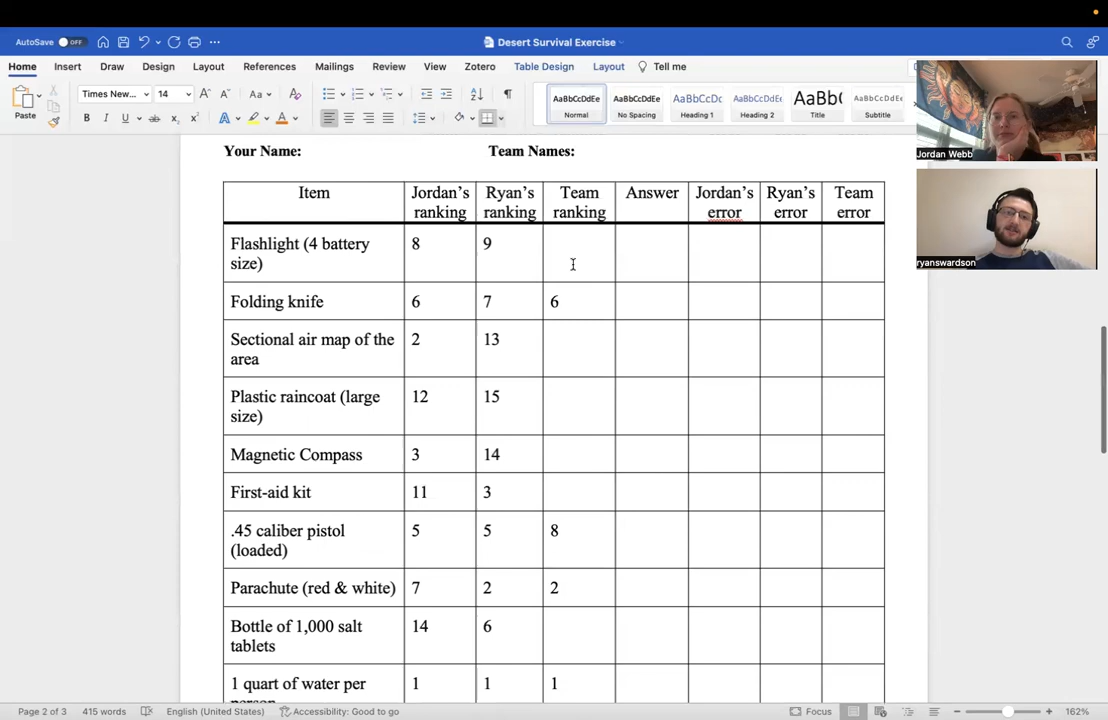 AutoSave OFF
Desert Survival Exercise
Home Insert Draw Design Layout References Mailings Review View Zotero Table Design Layout Tell me
Paste
Times New... 14
AaBbCcDdEe
Normal
AaBbCcDdEe
No Spacing
AaBbCcDc
Heading 1
AaBbCcDdEe
Heading 2
AaBb(
Title
AaBbCcDdEe
Subtitle
Jordan Webb
ryanswardson
Your Name: Team Names:
Item Jordan's ranking Ryan's ranking Team ranking Answer Jordan's error Ryan's error Team error
Flashlight (4 battery size) 8 9
Folding knife 6 7 6
Sectional air map of the area 2 13
Plastic raincoat (large size) 12 15
Magnetic Compass 3 14
First-aid kit 11 3
.45 caliber pistol (loaded) 5 5 8
Parachute (red & white) 7 2 2
Bottle of 1,000 salt tablets 14 6
1 quart of water per person 1 1 1
Page 2 of 3 415 words English (United States) Accessibility: Good to go Focus 162%